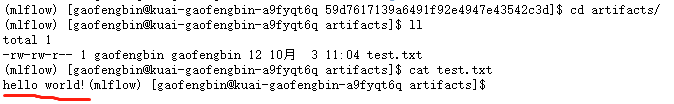 (mlflow) [gaofengbin@kuai-gaofengbin-a9fyqt6q 59d7617139a6491f92e4947e43542c3d]$ cd artifacts/
(mlflow) [gaofengbin@kuai-gaofengbin-a9fyqt6q artifacts]$ ll
total 1
-rw-rw-r-- 1 gaofengbin gaofengbin 12 10月  3 11:04 test.txt
(mlflow) [gaofengbin@kuai-gaofengbin-a9fyqt6q artifacts]$ cat test.txt
hello world!(mlflow) [gaofengbin@kuai-gaofengbin-a9fyqt6q artifacts]$